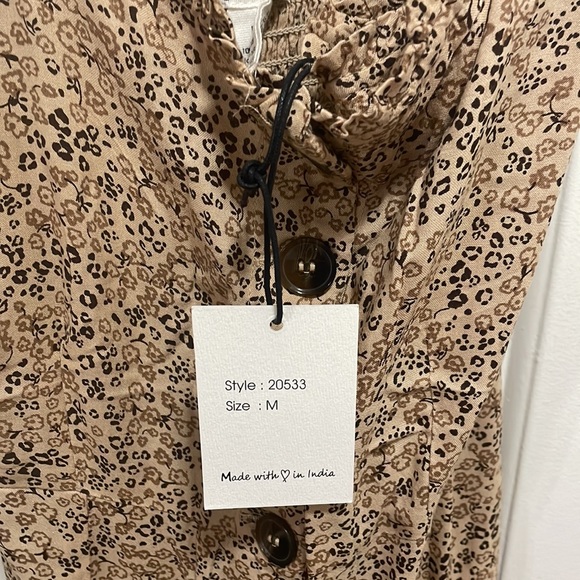 Style : 20533
Size : M
Made with ♡ in India